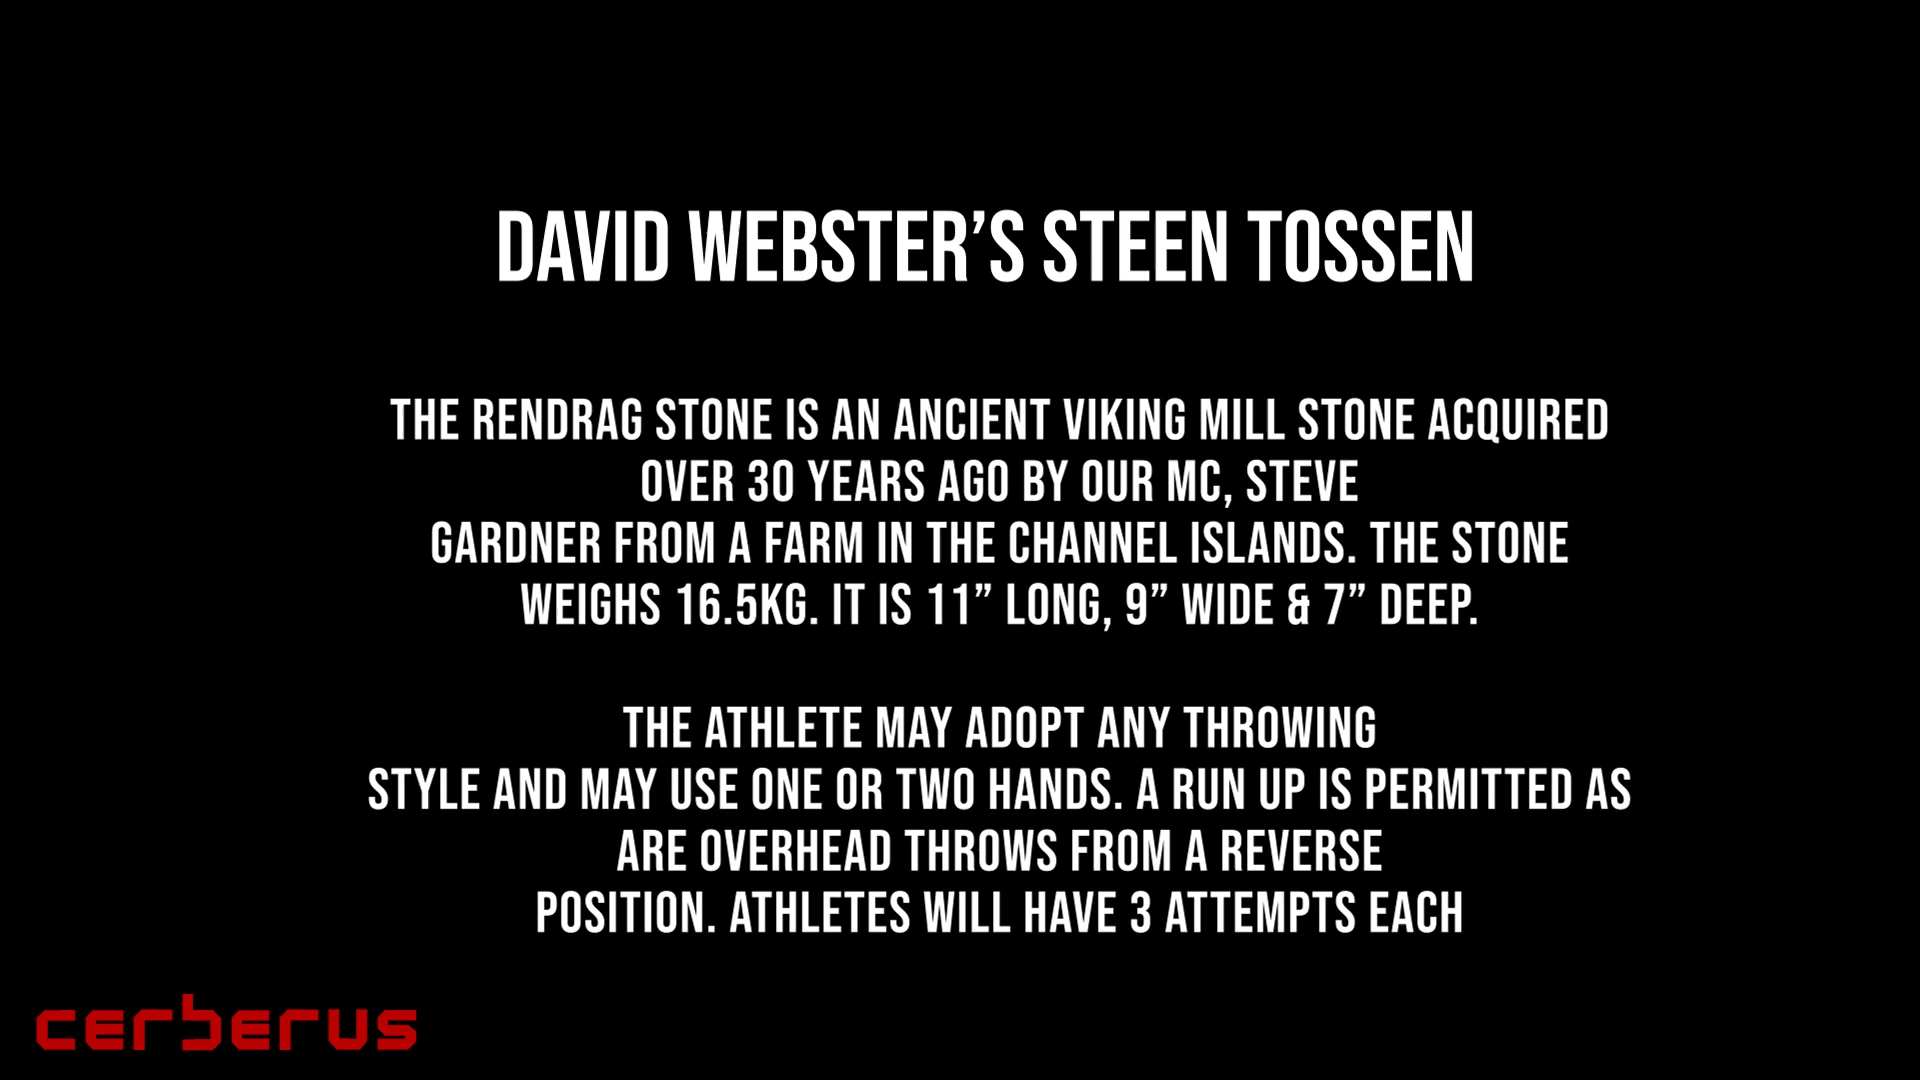 DAVID WEBSTER’S STEEN TOSSEN
THE RENDRAG STONE IS AN ANCIENT VIKING MILL STONE ACQUIRED
OVER 30 YEARS AGO BY OUR MC, STEVE
GARDNER FROM A FARM IN THE CHANNEL ISLANDS. THE STONE
WEIGHS 16.5KG. IT IS 11” LONG, 9” WIDE & 7” DEEP.
THE ATHLETE MAY ADOPT ANY THROWING
STYLE AND MAY USE ONE OR TWO HANDS. A RUN UP IS PERMITTED AS
ARE OVERHEAD THROWS FROM A REVERSE
POSITION. ATHLETES WILL HAVE 3 ATTEMPTS EACH
cerberus